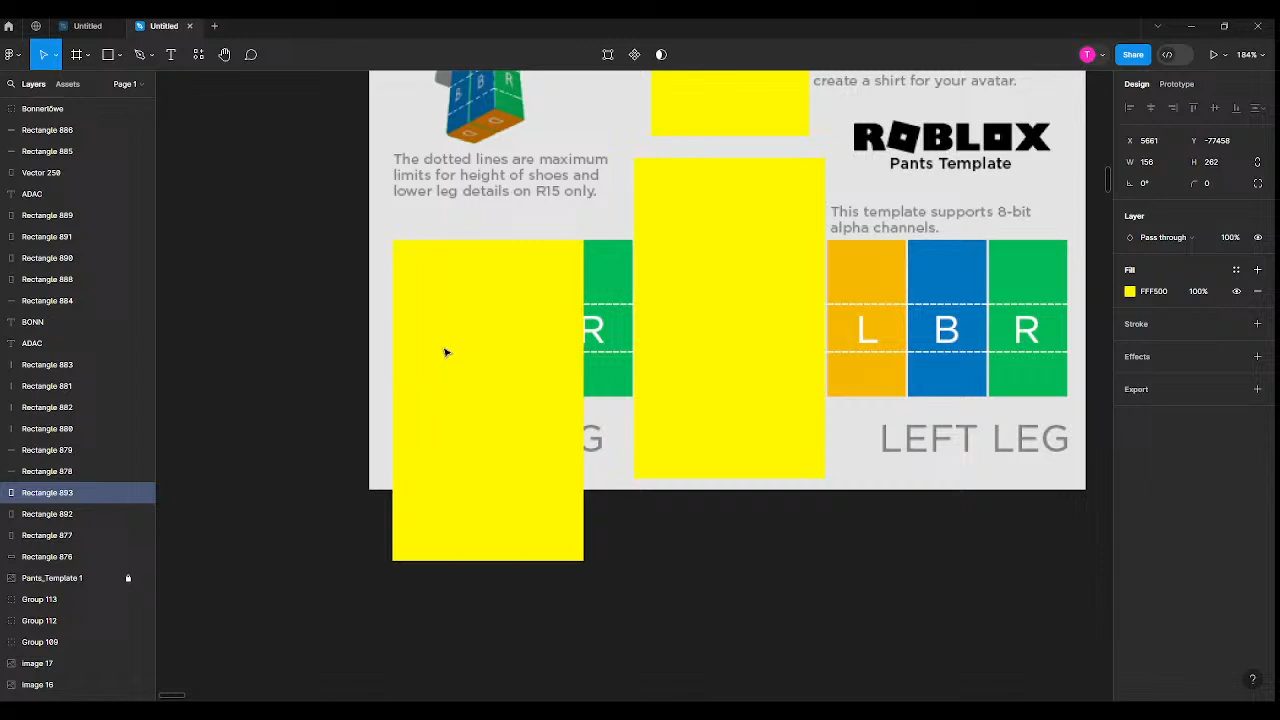 Untitled
Untitled
T
Share
184%
Layers
Assets
Page 1
Rectangle 886
Rectangle 885
Vector 250
ADAC
Rectangle 889
Rectangle 891
Rectangle 890
Rectangle 888
Rectangle 884
BONN
ADAC
Rectangle 883
Rectangle 881
Rectangle 882
Rectangle 880
Rectangle 879
Rectangle 878
Rectangle 893
Rectangle 892
Rectangle 877
Rectangle 876
Pants_Template 1
Group 113
Group 112
Group 109
image 17
image 16
B
B
R
create a shirt for your avatar.
ROBLOX
Pants Template
The dotted lines are maximum
limits for height of shoes and
lower leg details on R15 only.
This template supports 8-bit
alpha channels.
R
L
B
R
G
LEFT LEG
Design
Prototype
X
5661
Y
-77458
W
156
H
262
0°
0
Layer
Pass through
100%
Fill
FFF500
100%
Stroke
Effects
Export
?